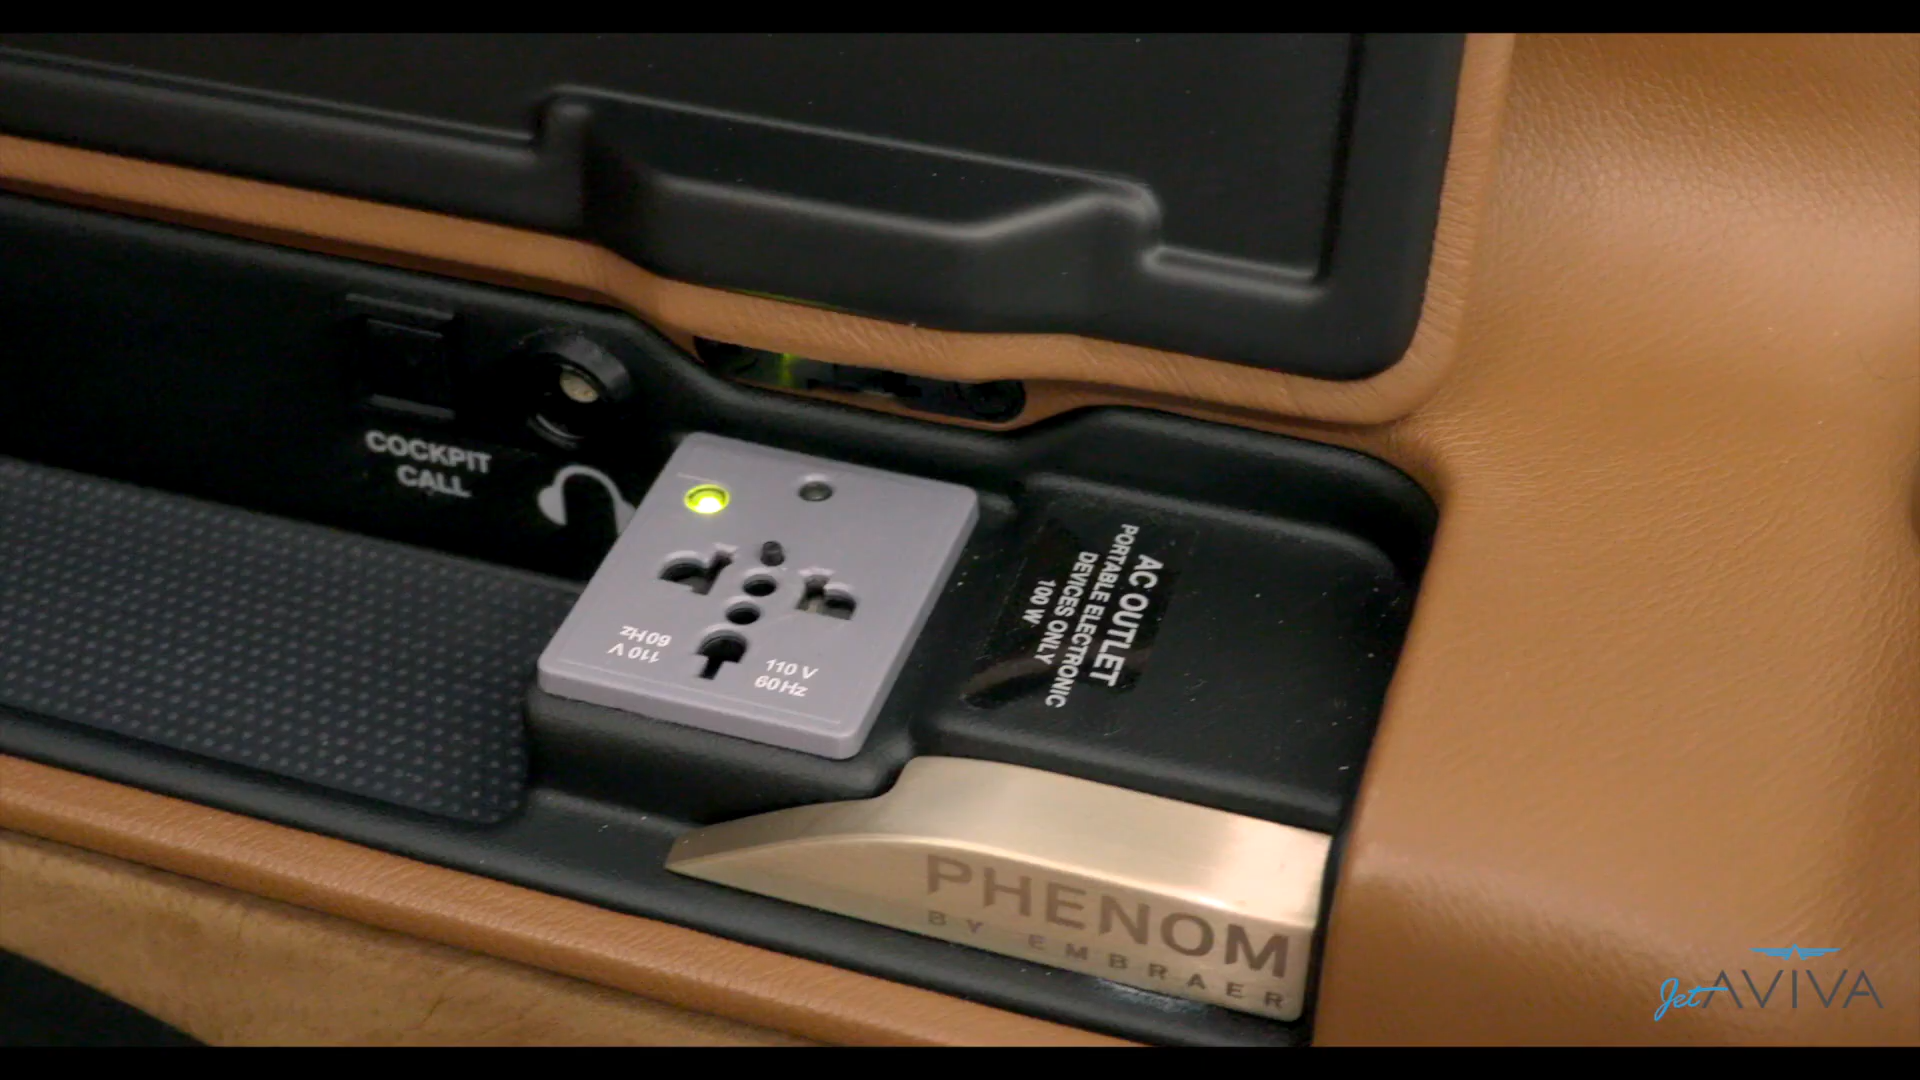 COCKPIT
CALL
110 V
60Hz
110 V
60Hz
AC OUTLET
PORTABLE ELECTRONIC
DEVICES ONLY
100 W
PHENOM
BY EMBRAER
JetAVIVA